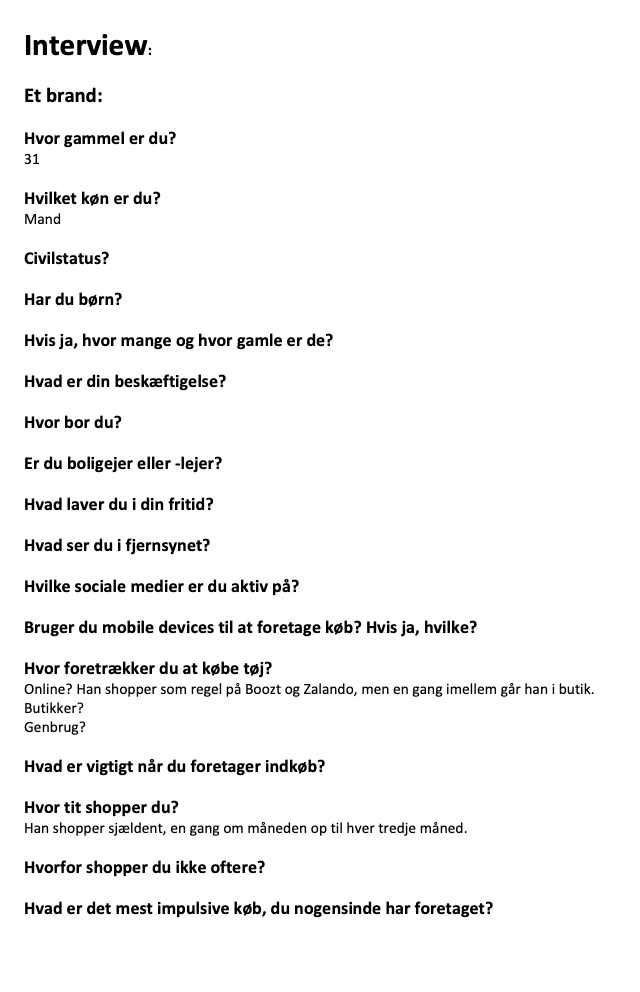 Interview:
Et brand:
Hvor gammel er du?
31
Hvilket køn er du?
Mand
Civilstatus?
Har du børn?
Hvis ja, hvor mange og hvor gamle er de?
Hvad er din beskæftigelse?
Hvor bor du?
Er du boligejer eller -lejer?
Hvad laver du i din fritid?
Hvad ser du i fjernsynet?
Hvilke sociale medier er du aktiv på?
Bruger du mobile devices til at foretage køb? Hvis ja, hvilke?
Hvor foretrækker du at købe tøj?
Online? Han shopper som regel på Boozt og Zalando, men en gang imellem går han i butik.
Butikker?
Genbrug?
Hvad er vigtigt når du foretager indkøb?
Hvor tit shopper du?
Han shopper sjældent, en gang om måneden op til hver tredje måned.
Hvorfor shopper du ikke oftere?
Hvad er det mest impulsive køb, du nogensinde har foretaget?